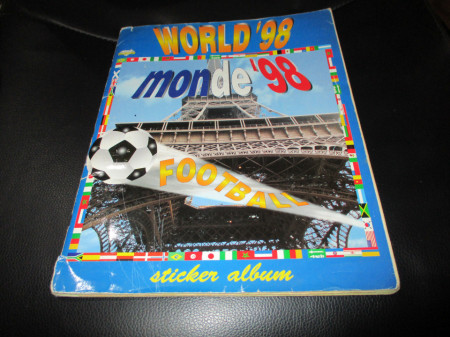 WORLD '98
monde '98
FOOTBALL
sticker album